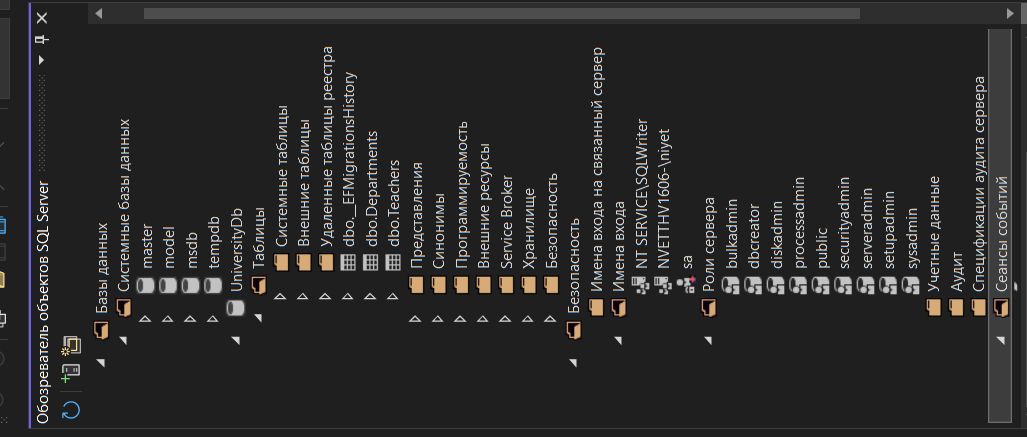 Обозреватель объектов SQL Server
Базы данных
Системные базы данных
master
model
msdb
tempdb
UniversityDb
Таблицы
Системные таблицы
Внешние таблицы
Удаленные таблицы реестра
dbo.__EFMigrationsHistory
dbo.Departments
dbo.Teachers
Представления
Синонимы
Программируемость
Внешние ресурсы
Service Broker
Хранилище
Безопасность
Безопасность
Имена входа на связанный сервер
Имена входа
NT SERVICE\SQLWriter
NVETTHV1606-\niyet
sa
Роли сервера
bulkadmin
dbcreator
diskadmin
processadmin
public
securityadmin
serveradmin
setupadmin
sysadmin
Учетные данные
Аудит
Спецификации аудита сервера
Сеансы событий